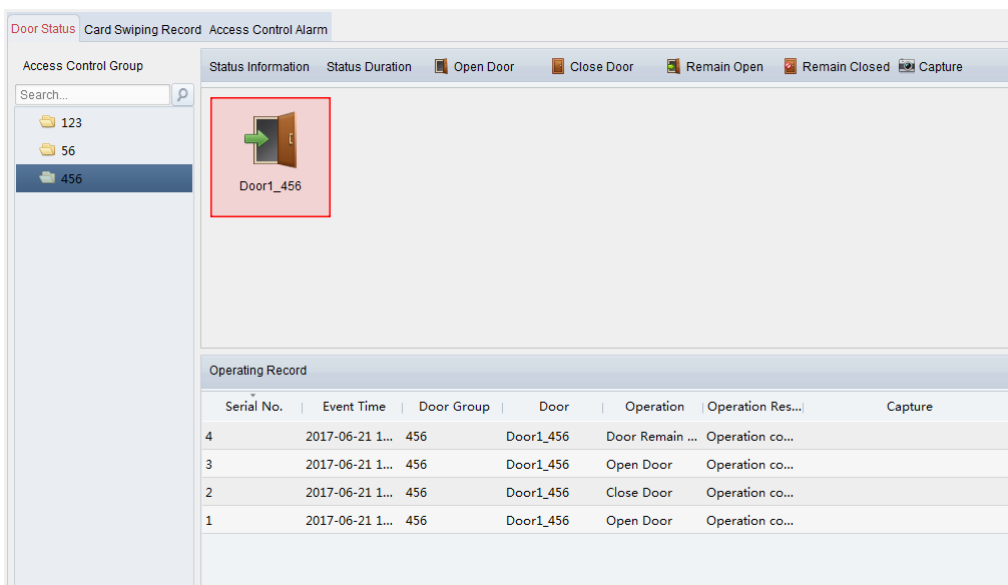 Door Status Card Swiping Record Access Control Alarm
Access Control Group
Search...
123
56
456
Status Information Status Duration Open Door Close Door Remain Open Remain Closed Capture
Door1_456
Operating Record
Serial No. Event Time Door Group Door Operation Operation Res... Capture
4 2017-06-21 1... 456 Door1_456 Door Remain ... Operation co...
3 2017-06-21 1... 456 Door1_456 Open Door Operation co...
2 2017-06-21 1... 456 Door1_456 Close Door Operation co...
1 2017-06-21 1... 456 Door1_456 Open Door Operation co...